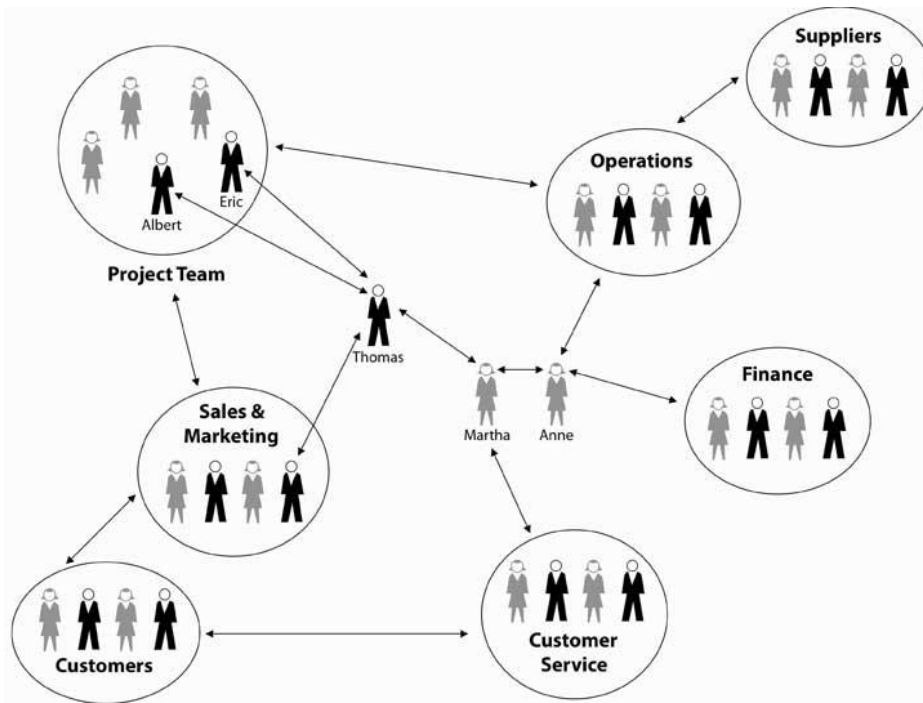 Suppliers
Operations
Eric
Albert
Project Team
Thomas
Finance
Sales &
Marketing
Martha
Anne
Customer
Service
Customers